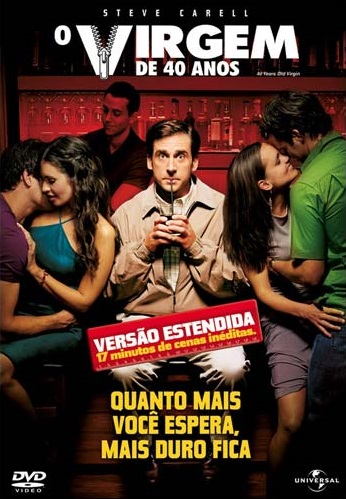 STEVE CARELL
O VIRGEM
DE 40 ANOS
40 Years Old Virgin
VERSÃO ESTENDIDA
17 minutos de cenas inéditas.
QUANTO MAIS
VOCÊ ESPERA,
MAIS DURO FICA
DVD
VIDEO
UNIVERSAL